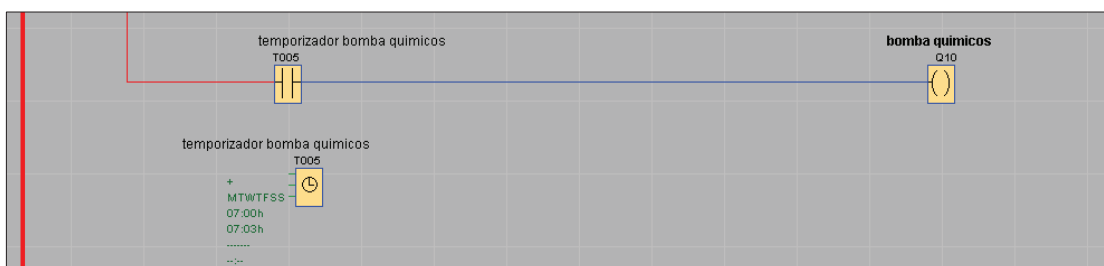 temporizador bomba quimicos
T005
bomba quimicos
Q10
temporizador bomba quimicos
T005
+
MTWTFSS
07:00h
07:03h
-------
--:--